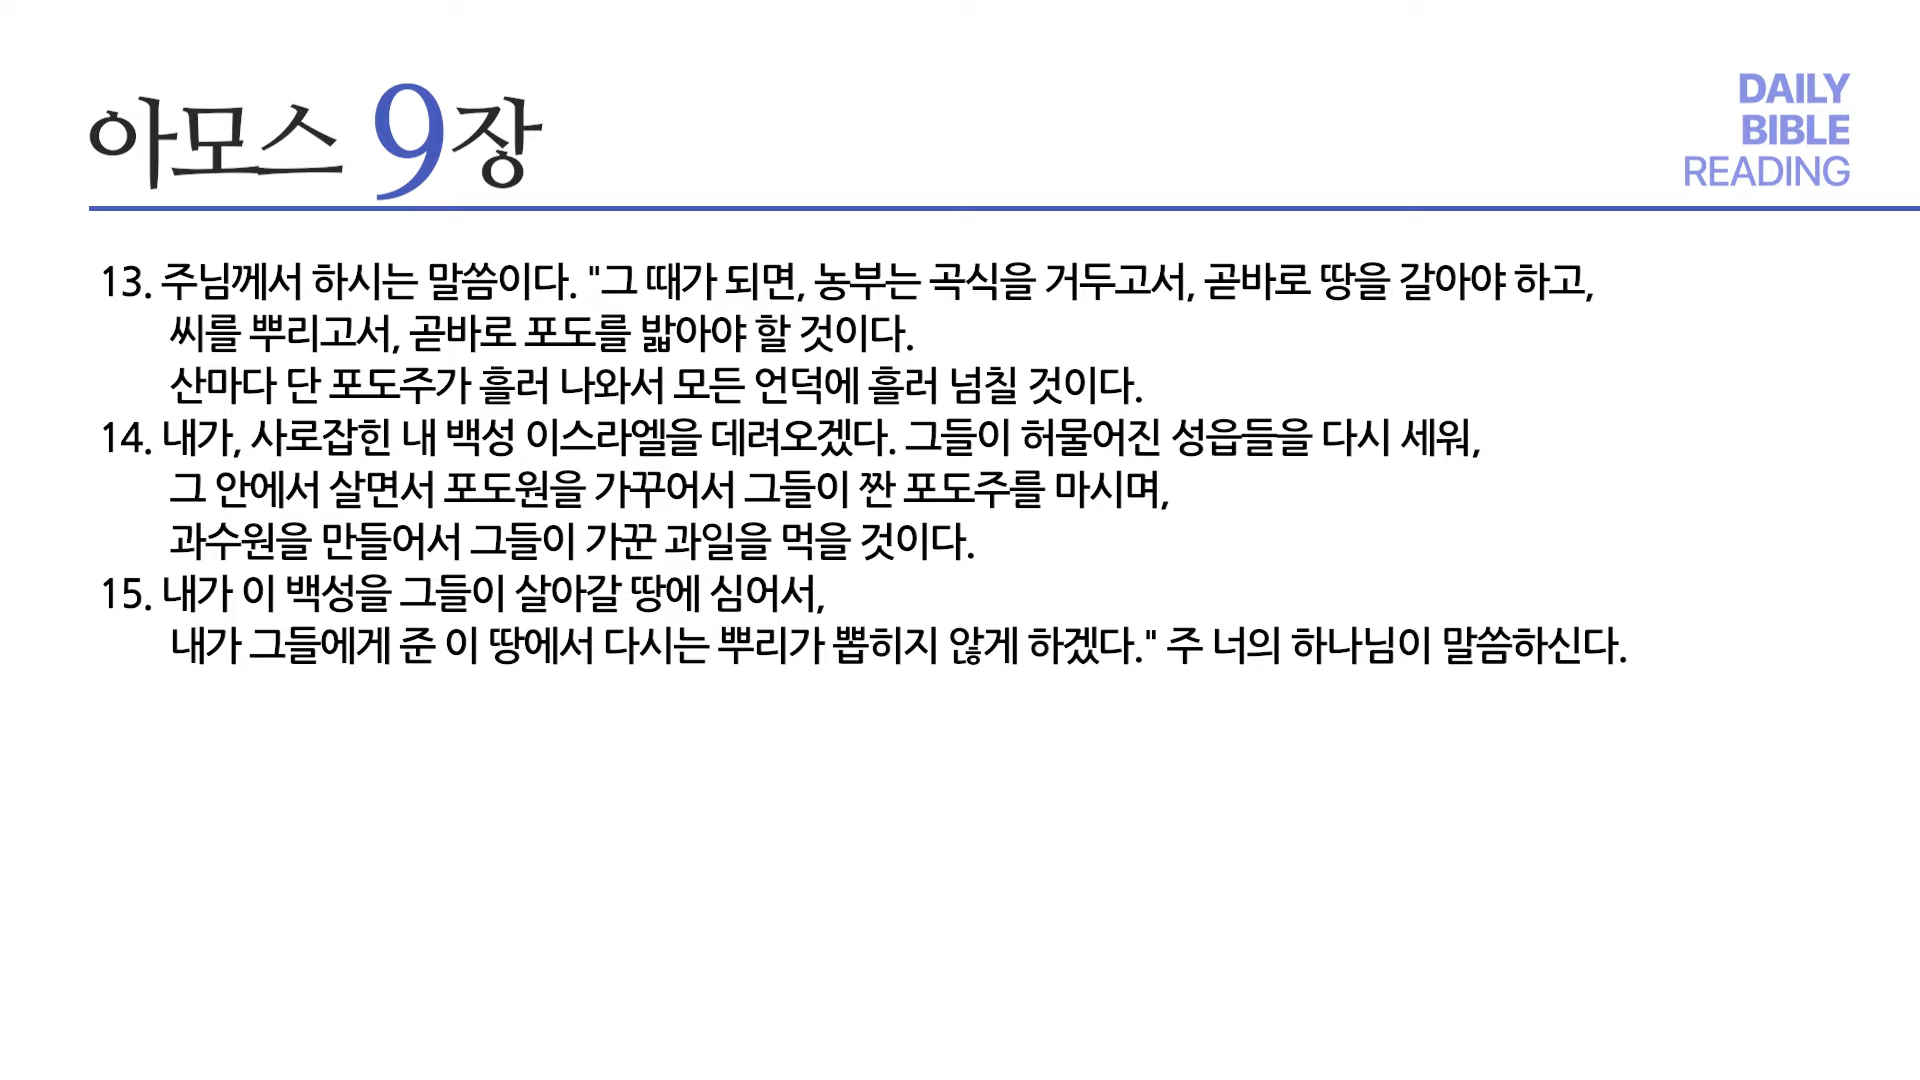 아모스 9장
DAILY
BIBLE
READING
13. 주님께서 하시는 말씀이다. "그 때가 되면, 농부는 곡식을 거두고서, 곧바로 땅을 갈아야 하고,
씨를 뿌리고서, 곧바로 포도를 밟아야 할 것이다.
산마다 단 포도주가 흘러 나와서 모든 언덕에 흘러 넘칠 것이다.
14. 내가, 사로잡힌 내 백성 이스라엘을 데려오겠다. 그들이 허물어진 성읍들을 다시 세워,
그 안에서 살면서 포도원을 가꾸어서 그들이 짠 포도주를 마시며,
과수원을 만들어서 그들이 가꾼 과일을 먹을 것이다.
15. 내가 이 백성을 그들이 살아갈 땅에 심어서,
내가 그들에게 준 이 땅에서 다시는 뿌리가 뽑히지 않게 하겠다." 주 너의 하나님이 말씀하신다.